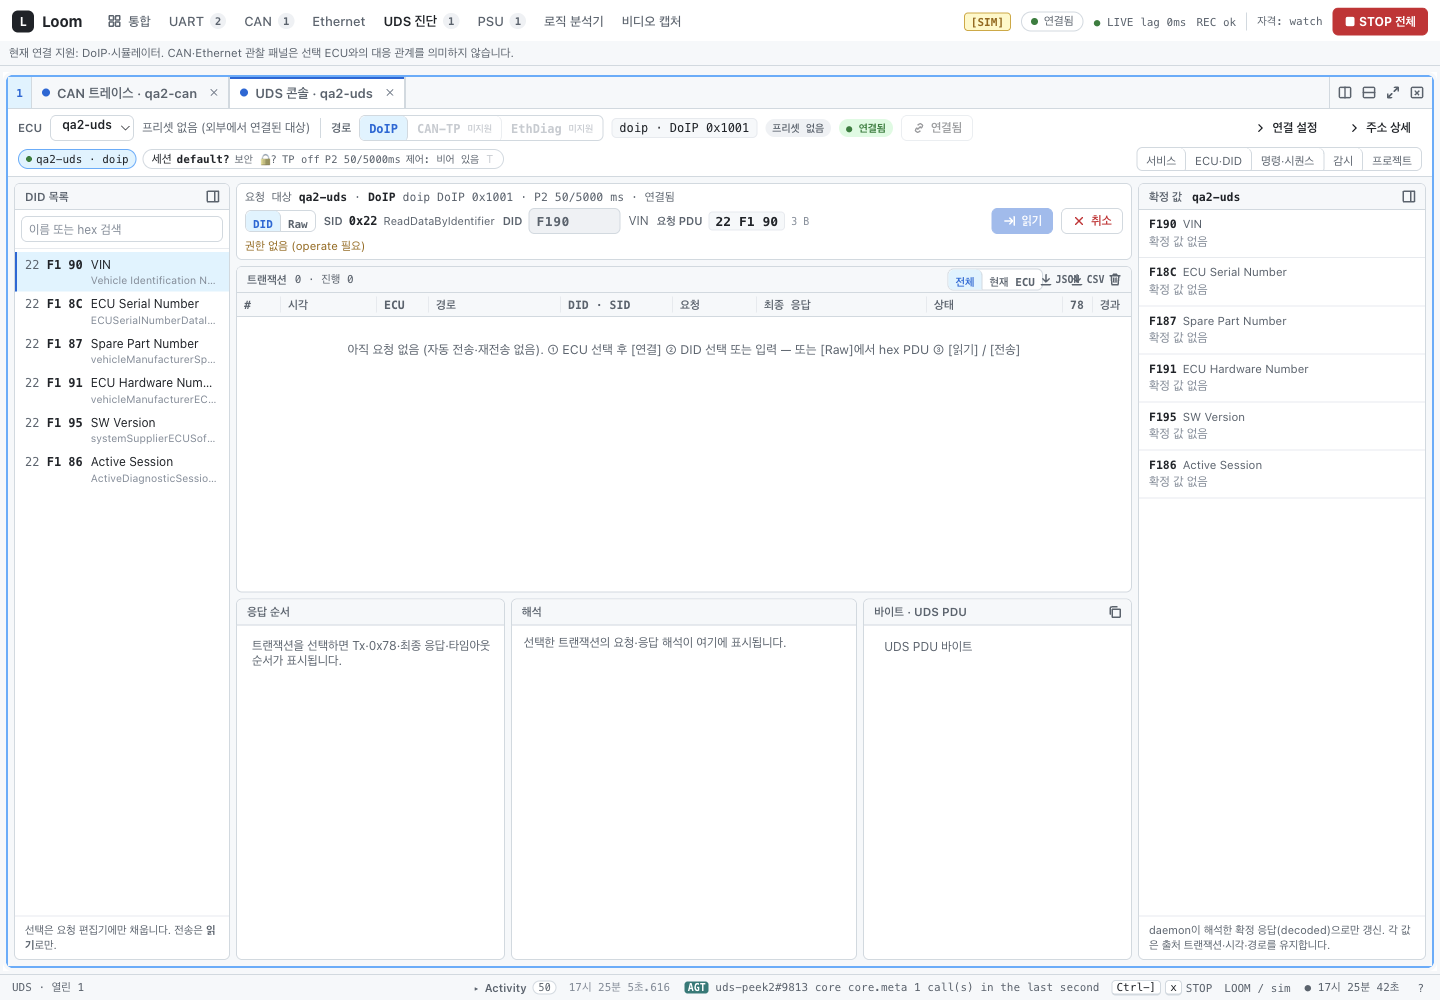 L Loom 통합 UART 2 CAN 1 Ethernet UDS 진단 1 PSU 1 로직 분석기 비디오 캡처 [SIM] 연결됨 LIVE lag 0ms REC ok 자격: watch STOP 전체
현재 연결 지원: DoIP·시뮬레이터. CAN·Ethernet 관찰 패널은 선택 ECU와의 대응 관계를 의미하지 않습니다.
1 CAN 트레이스 · qa2-can × UDS 콘솔 · qa2-uds ×
ECU qa2-uds 프리셋 없음 (외부에서 연결된 대상) 경로 DoIP CAN-TP 미지원 EthDiag 미지원 doip · DoIP 0x1001 프리셋 없음 연결됨 연결됨 연결 설정 주소 상세
qa2-uds · doip 세션 default? 보안 ? TP off P2 50/5000ms 제어: 비어 있음 T 서비스 ECU·DID 명령·시퀀스 감시 프로젝트
DID 목록
이름 또는 hex 검색
22 F1 90 VIN
Vehicle Identification N...
22 F1 8C ECU Serial Number
ECUSerialNumberDataI...
22 F1 87 Spare Part Number
vehicleManufacturerSp...
22 F1 91 ECU Hardware Num...
vehicleManufacturerEC...
22 F1 95 SW Version
systemSupplierECUSof...
22 F1 86 Active Session
ActiveDiagnosticSessio...
선택은 요청 편집기에만 채웁니다. 전송은 읽
기로만.
요청 대상 qa2-uds · DoIP doip DoIP 0x1001 · P2 50/5000 ms · 연결됨
DID Raw SID 0x22 ReadDataByIdentifier DID F190 VIN 요청 PDU 22 F1 90 3 B 읽기 취소
권한 없음 (operate 필요)
트랜잭션 0 · 진행 0 전체 현재 ECU JSON CSV
# 시각 ECU 경로 DID · SID 요청 최종 응답 상태 78 경과
아직 요청 없음 (자동 전송·재전송 없음). ① ECU 선택 후 [연결] ② DID 선택 또는 입력 — 또는 [Raw]에서 hex PDU ③ [읽기] / [전송]
응답 순서
트랜잭션을 선택하면 Tx·0x78·최종 응답·타임아웃
순서가 표시됩니다.
해석
선택한 트랜잭션의 요청·응답 해석이 여기에 표시됩니다.
바이트 · UDS PDU
UDS PDU 바이트
확정 값 qa2-uds
F190 VIN
확정 값 없음
F18C ECU Serial Number
확정 값 없음
F187 Spare Part Number
확정 값 없음
F191 ECU Hardware Number
확정 값 없음
F195 SW Version
확정 값 없음
F186 Active Session
확정 값 없음
daemon이 해석한 확정 응답(decoded)으로만 갱신. 각 값
은 출처 트랜잭션·시각·경로를 유지합니다.
UDS · 열린 1 ▸ Activity 50 17시 25분 5초.616 AGT uds-peek2#9813 core core.meta 1 call(s) in the last second Ctrl-] x STOP LOOM / sim 17시 25분 42초 ?